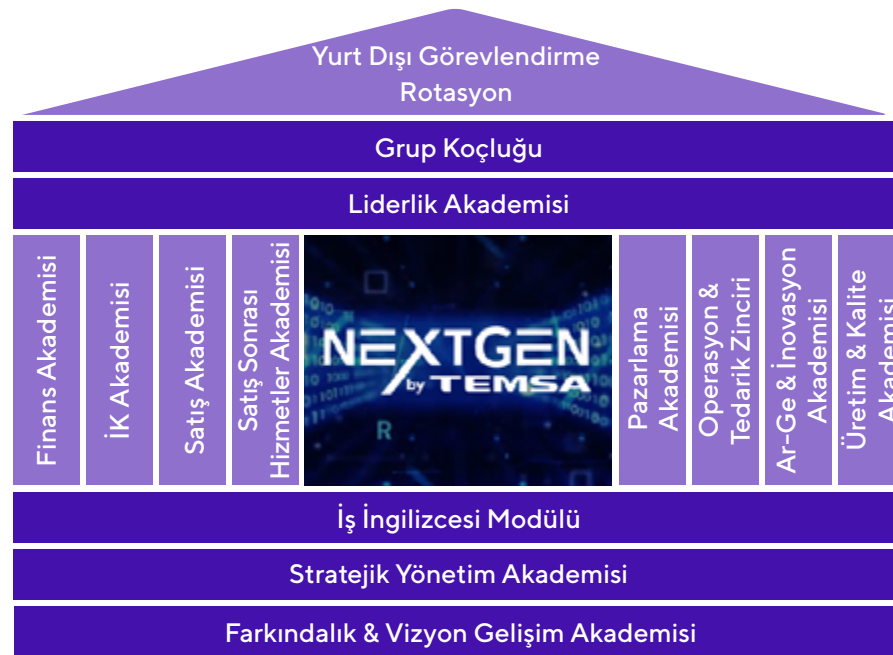 Yurt Dışı Görevlendirme
Rotasyon
Grup Koçluğu
Liderlik Akademisi
Finans Akademisi
İK Akademisi
Satış Akademisi
Satış Sonrası
Hizmetler Akademisi
NEXTGEN
by TEMSA
R
Pazarlama
Akademisi
Operasyon &
Tedarik Zinciri
Ar-Ge & İnovasyon
Akademisi
Üretim & Kalite
Akademisi
İş İngilizcesi Modülü
Stratejik Yönetim Akademisi
Farkındalık & Vizyon Gelişim Akademisi